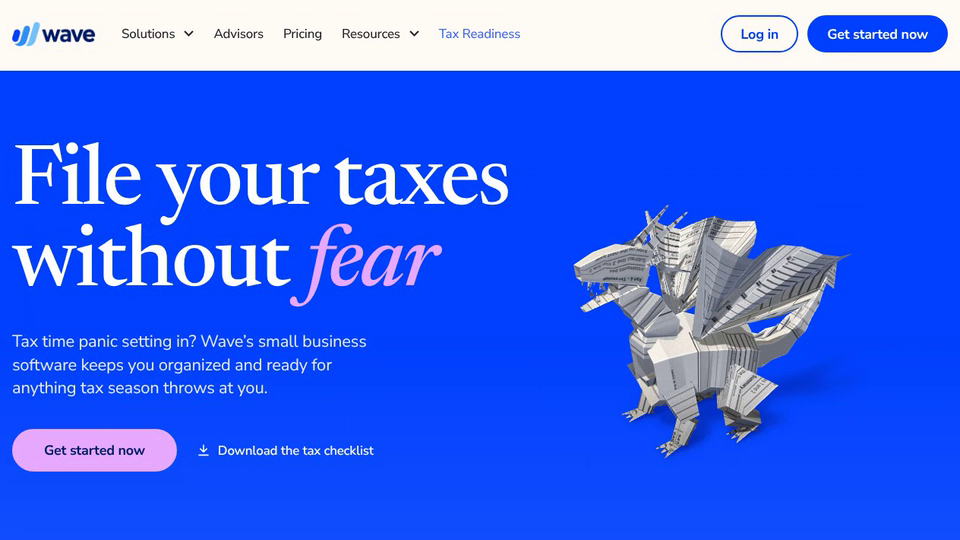 wave
Solutions
Advisors
Pricing
Resources
Tax Readiness
Log in
Get started now
File your taxes
without fear
Tax time panic setting in? Wave’s small business
software keeps you organized and ready for
anything tax season throws at you.
Get started now
Download the tax checklist